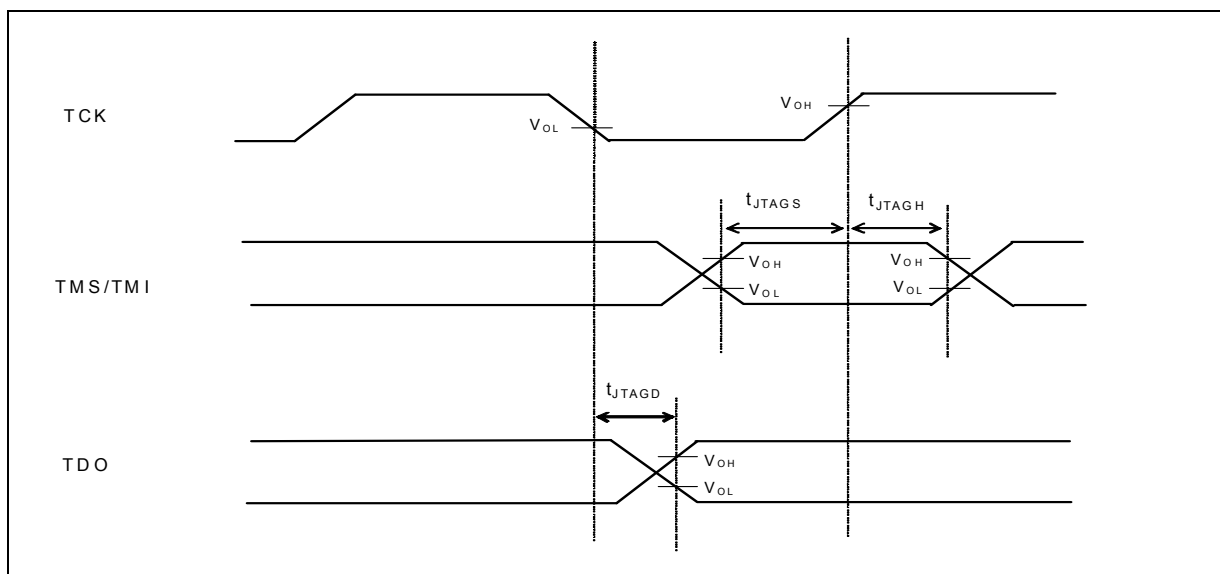 TCK
VOL
VOH
tJTAGS
tJTAGH
TMS/TMI
VOH
VOL
VOH
VOL
tJTAGD
TDO
VOH
VOL